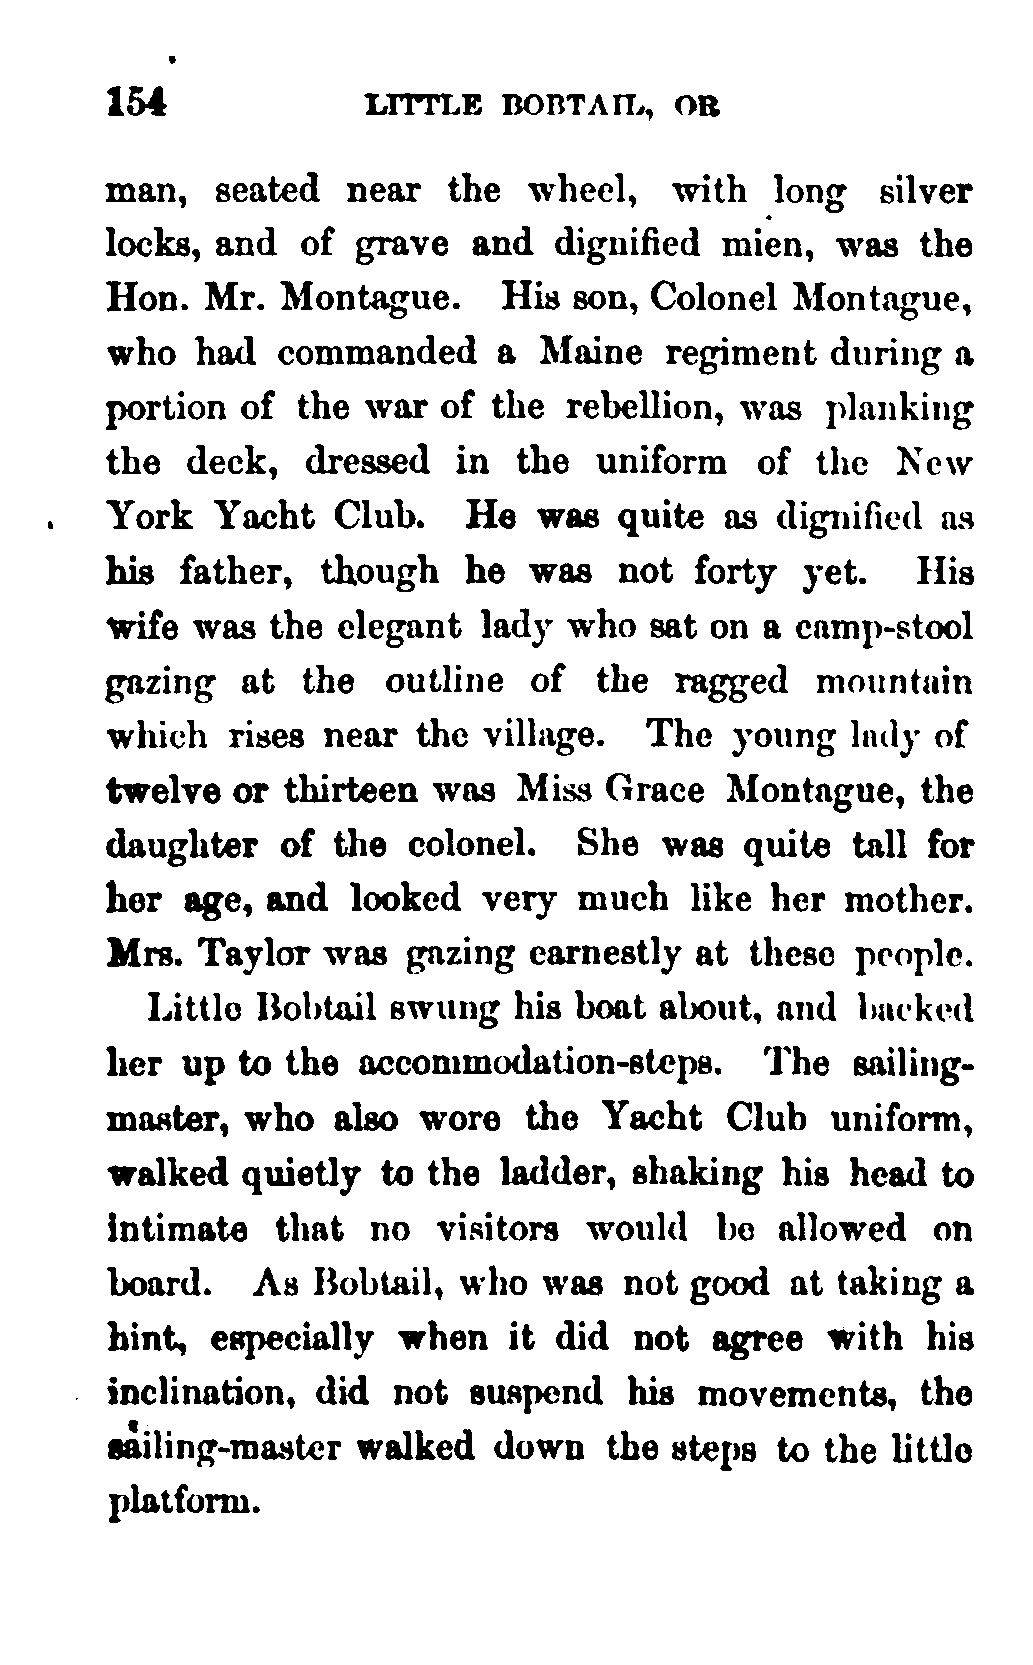 154 LITTLE BOBTAIL, OR
man, seated near the wheel, with long silver
locks, and of grave and dignified mien, was the
Hon. Mr. Montague. His son, Colonel Montague,
who had commanded a Maine regiment during a
portion of the war of the rebellion, was planking
the deck, dressed in the uniform of the New
York Yacht Club. He was quite as dignified as
his father, though he was not forty yet. His
wife was the elegant lady who sat on a camp-stool
gazing at the outline of the ragged mountain
which rises near the village. The young lady of
twelve or thirteen was Miss Grace Montague, the
daughter of the colonel. She was quite tall for
her age, and looked very much like her mother.
Mrs. Taylor was gazing earnestly at these people.
Little Bobtail swung his boat about, and backed
her up to the accommodation-steps. The sailing-
master, who also wore the Yacht Club uniform,
walked quietly to the ladder, shaking his head to
intimate that no visitors would be allowed on
board. As Bobtail, who was not good at taking a
hint, especially when it did not agree with his
inclination, did not suspend his movements, the
sailing-master walked down the steps to the little
platform.